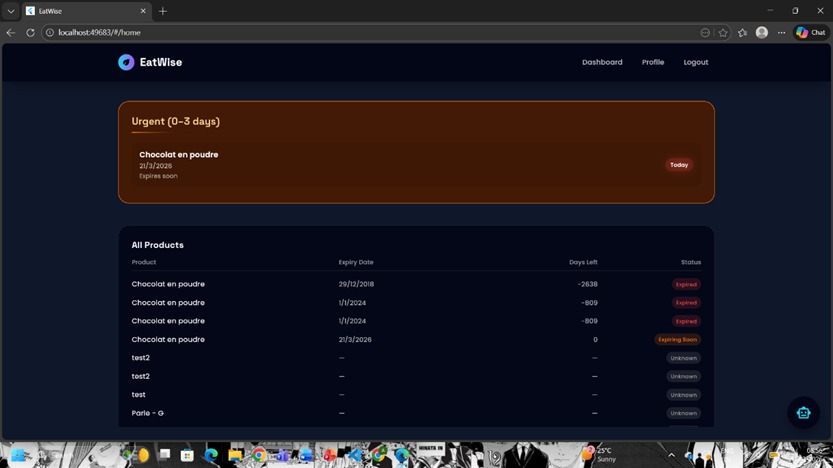 EatWise
localhost:49683/#/home
Chat
EatWise
Dashboard Profile Logout
Urgent (0-3 days)
Chocolat en poudre
21/3/2026
Expires soon
Today
All Products
Product Expiry Date Days Left Status
Chocolat en poudre 29/12/2018 -2638 Expired
Chocolat en poudre 1/1/2024 -809 Expired
Chocolat en poudre 1/1/2024 -809 Expired
Chocolat en poudre 21/3/2026 0 Expiring Soon
test2 — — Unknown
test2 — — Unknown
test — — Unknown
Parle - G — — Unknown
25°C
Sunny